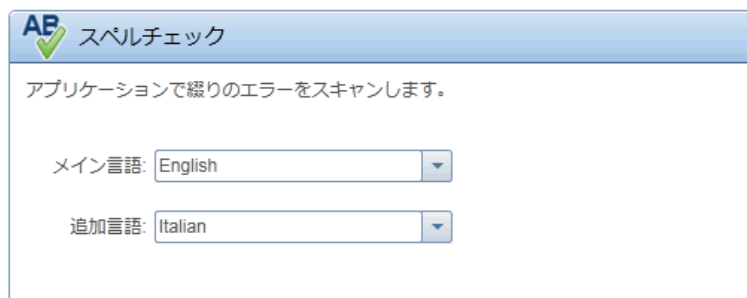 AB
スペルチェック
アプリケーションで綴りのエラーをスキャンします。
メイン言語: English
追加言語: Italian